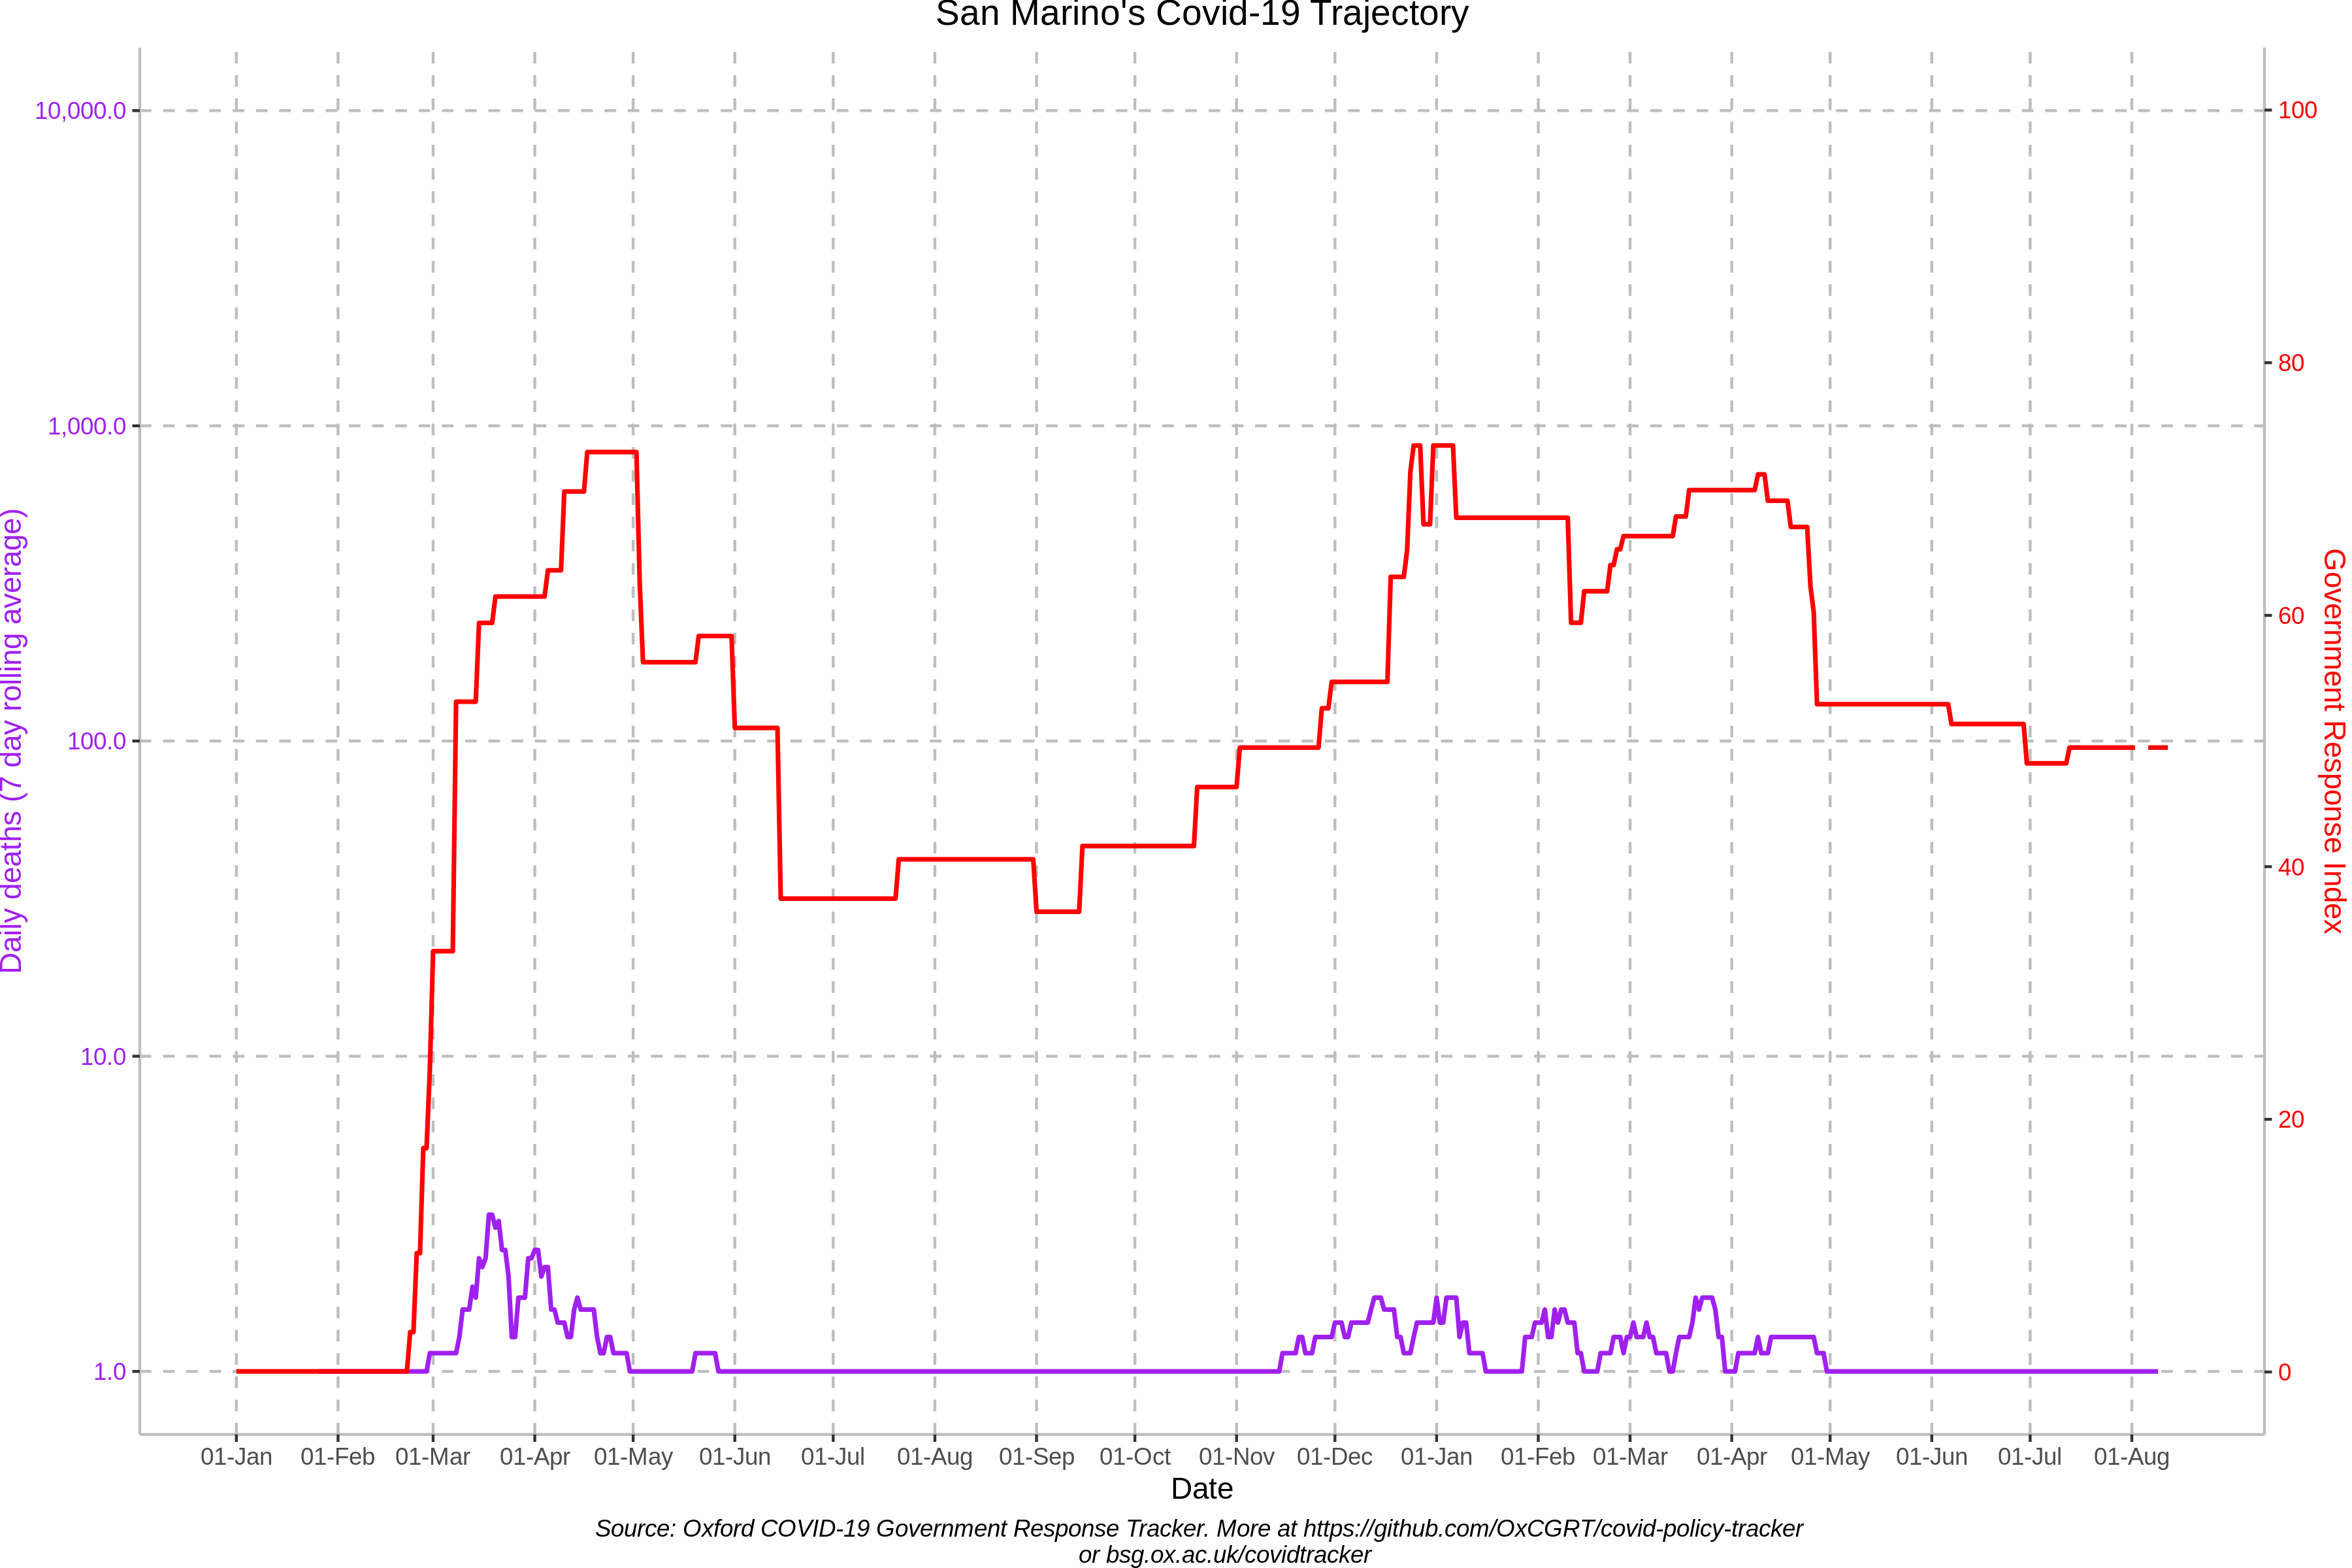 San Marino's Covid-19 Trajectory
10,000.0
1,000.0
100.0
10.0
1.0
Daily deaths (7 day rolling average)
100
80
60
40
20
0
Government Response Index
01-Jan 01-Feb 01-Mar 01-Apr 01-May 01-Jun 01-Jul 01-Aug 01-Sep 01-Oct 01-Nov 01-Dec 01-Jan 01-Feb 01-Mar 01-Apr 01-May 01-Jun 01-Jul 01-Aug
Date
Source: Oxford COVID-19 Government Response Tracker. More at https://github.com/OxCGRT/covid-policy-tracker
or bsg.ox.ac.uk/covidtracker